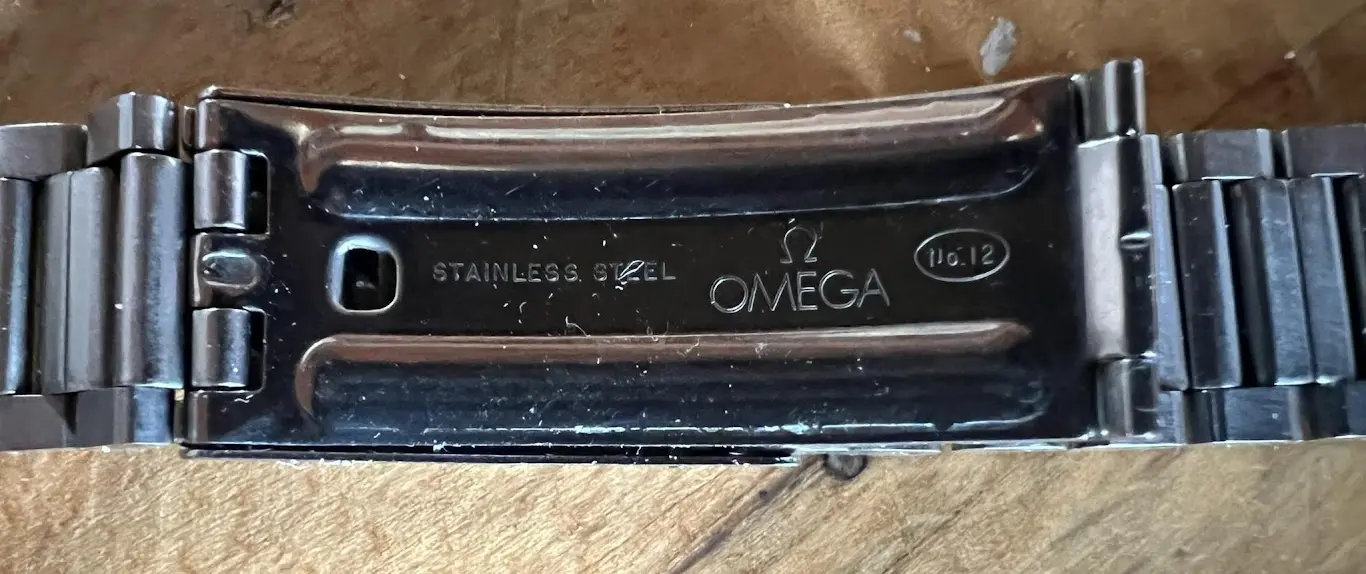 STAINLESS STEEL
Ω
OMEGA
No.12